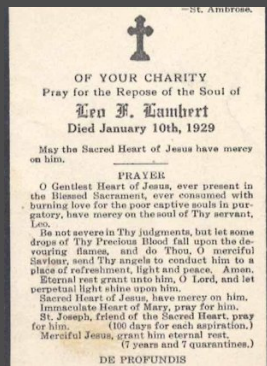 —St. Ambrose.
OF YOUR CHARITY
Pray for the Repose of the Soul of
Leo F. Lambert
Died January 10th, 1929
May the Sacred Heart of Jesus have mercy
on him.
PRAYER
O Gentlest Heart of Jesus, ever present in
the Blessed Sacrament, ever consumed with
burning love for the poor captive souls in pur-
gatory, have mercy on the soul of Thy servant,
Leo.
Be not severe in Thy judgments, but let some
drops of Thy Precious Blood fall upon the de-
vouring flames, and do Thou, O merciful
Saviour, send Thy angels to conduct him to a
place of refreshment, light and peace. Amen.
Eternal rest grant unto him, O Lord, and let
perpetual light shine upon him.
Sacred Heart of Jesus, have mercy on him.
Immaculate Heart of Mary, pray for him.
St. Joseph, friend of the Sacred Heart, pray
for him. (100 days for each aspiration.)
Merciful Jesus, grant him eternal rest.
(7 years and 7 quarantines.)
DE PROFUNDIS